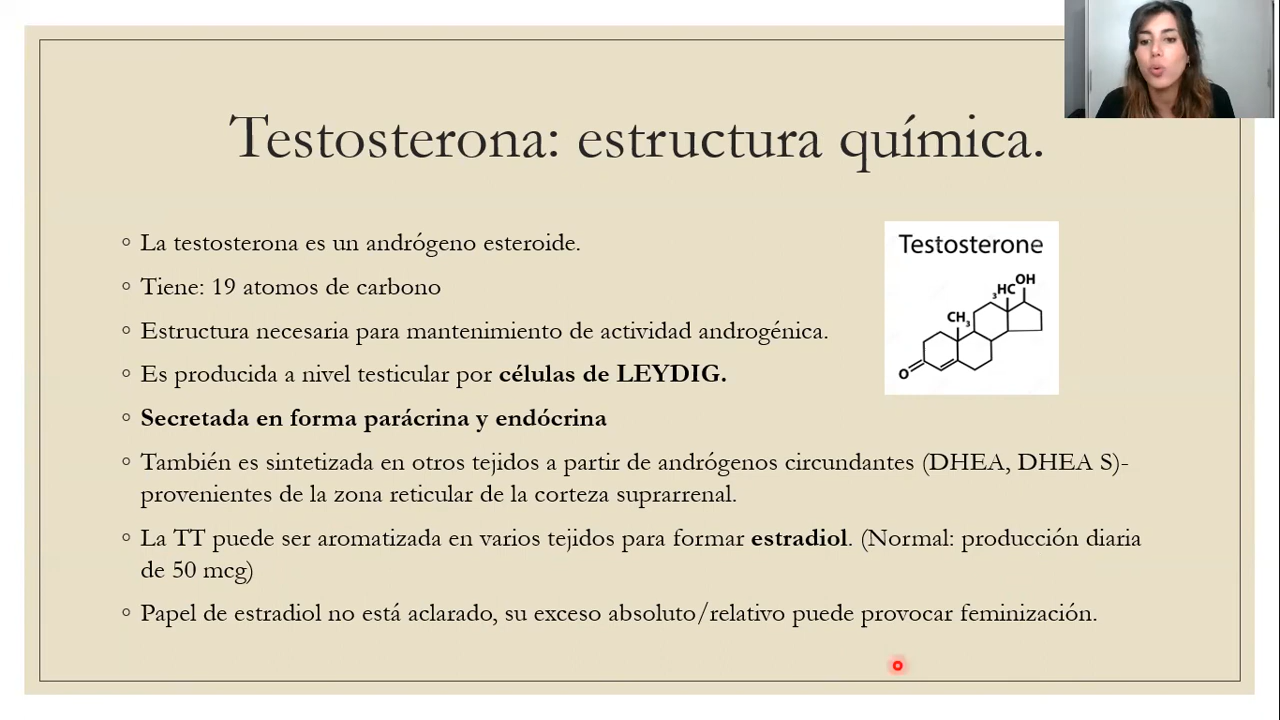 Testosterona: estructura química.
◦ La testosterona es un andrógeno esteroide.
◦ Tiene: 19 atomos de carbono
◦ Estructura necesaria para mantenimiento de actividad androgénica.
◦ Es producida a nivel testicular por células de LEYDIG.
◦ Secretada en forma parácrina y endócrina
◦ También es sintetizada en otros tejidos a partir de andrógenos circundantes (DHEA, DHEA S)-
provenientes de la zona reticular de la corteza suprarrenal.
◦ La TT puede ser aromatizada en varios tejidos para formar estradiol. (Normal: producción diaria
de 50 mcg)
◦ Papel de estradiol no está aclarado, su exceso absoluto/relativo puede provocar feminización.
Testosterone
OH
₃HC
CH₃
O